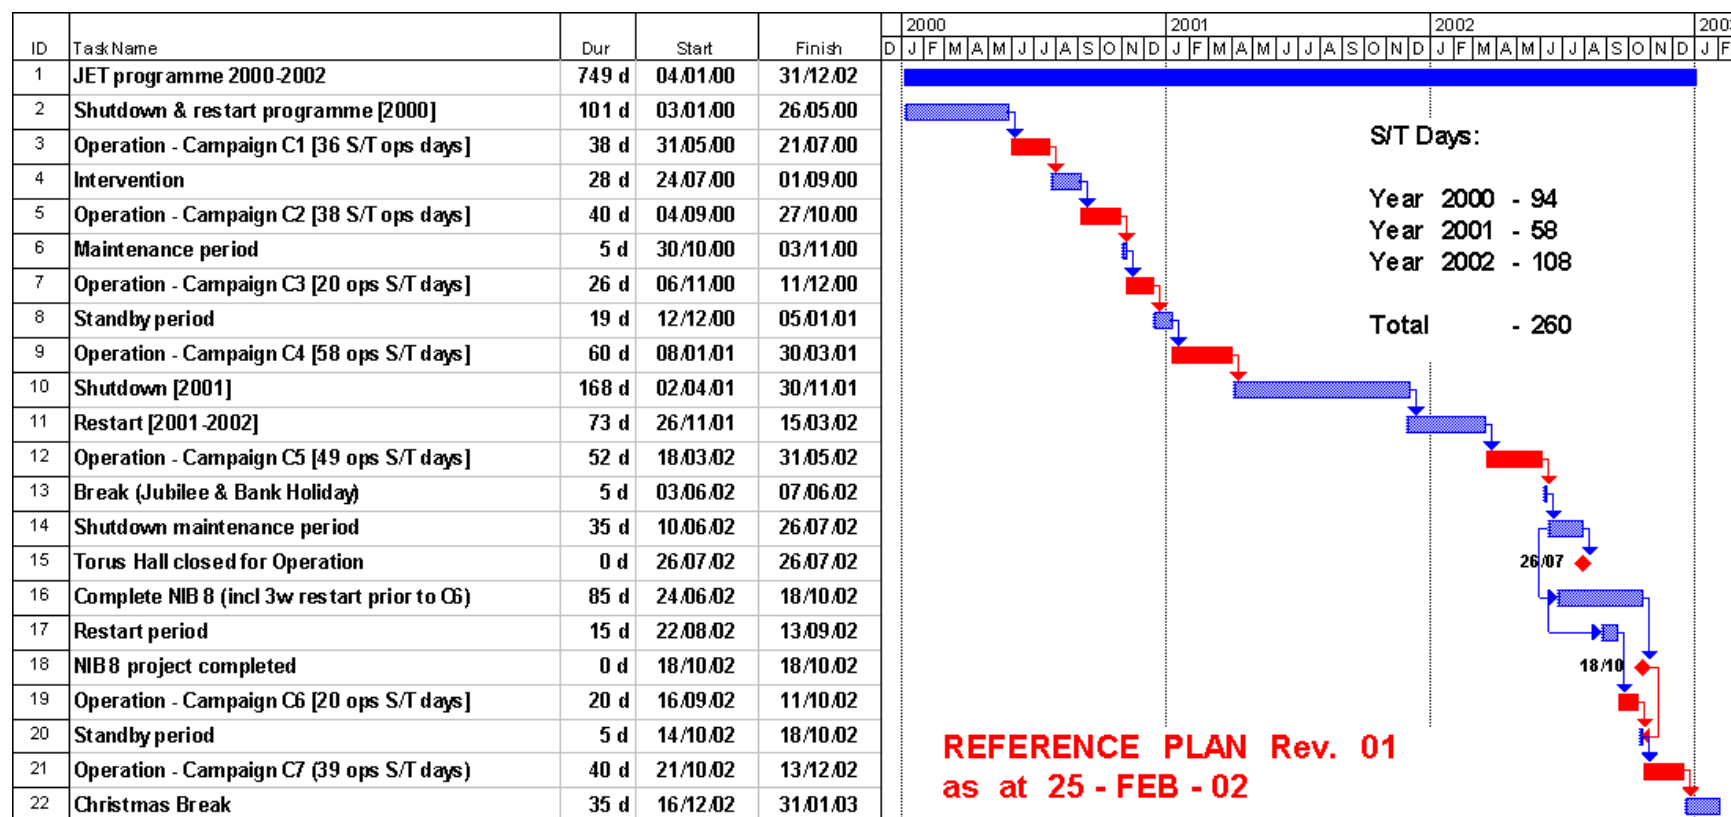 2000 2001 2002 2003
ID Task Name Dur Start Finish D J F M A M J J A S O N D J F M A M J J A S O N D J F M A M J J A S O N D J F
1 JET programme 2000-2002 749 d 04/01/00 31/12/02
2 Shutdown & restart programme [2000] 101 d 03/01/00 26/05/00
3 Operation - Campaign C1 [36 S/T ops days] 38 d 31/05/00 21/07/00
4 Intervention 28 d 24/07/00 01/09/00
5 Operation - Campaign C2 [38 S/T ops days] 40 d 04/09/00 27/10/00
6 Maintenance period 5 d 30/10/00 03/11/00
7 Operation - Campaign C3 [20 ops S/T days] 26 d 06/11/00 11/12/00
8 Standby period 19 d 12/12/00 05/01/01
9 Operation - Campaign C4 [58 ops S/T days] 60 d 08/01/01 30/03/01
10 Shutdown [2001] 168 d 02/04/01 30/11/01
11 Restart [2001-2002] 73 d 26/11/01 15/03/02
12 Operation - Campaign C5 [49 ops S/T days] 52 d 18/03/02 31/05/02
13 Break (Jubilee & Bank Holiday) 5 d 03/06/02 07/06/02
14 Shutdown maintenance period 35 d 10/06/02 26/07/02
15 Torus Hall closed for Operation 0 d 26/07/02 26/07/02
16 Complete NIB 8 (incl 3w restart prior to C6) 85 d 24/06/02 18/10/02
17 Restart period 15 d 22/08/02 13/09/02
18 NIB 8 project completed 0 d 18/10/02 18/10/02
19 Operation - Campaign C6 [20 ops S/T days] 20 d 16/09/02 11/10/02
20 Standby period 5 d 14/10/02 18/10/02
21 Operation - Campaign C7 (39 ops S/T days) 40 d 21/10/02 13/12/02
22 Christmas Break 35 d 16/12/02 31/01/03
S/T Days:
Year 2000 - 94
Year 2001 - 58
Year 2002 - 108
Total - 260
26/07
18/10
REFERENCE PLAN Rev. 01
as at 25 - FEB - 02